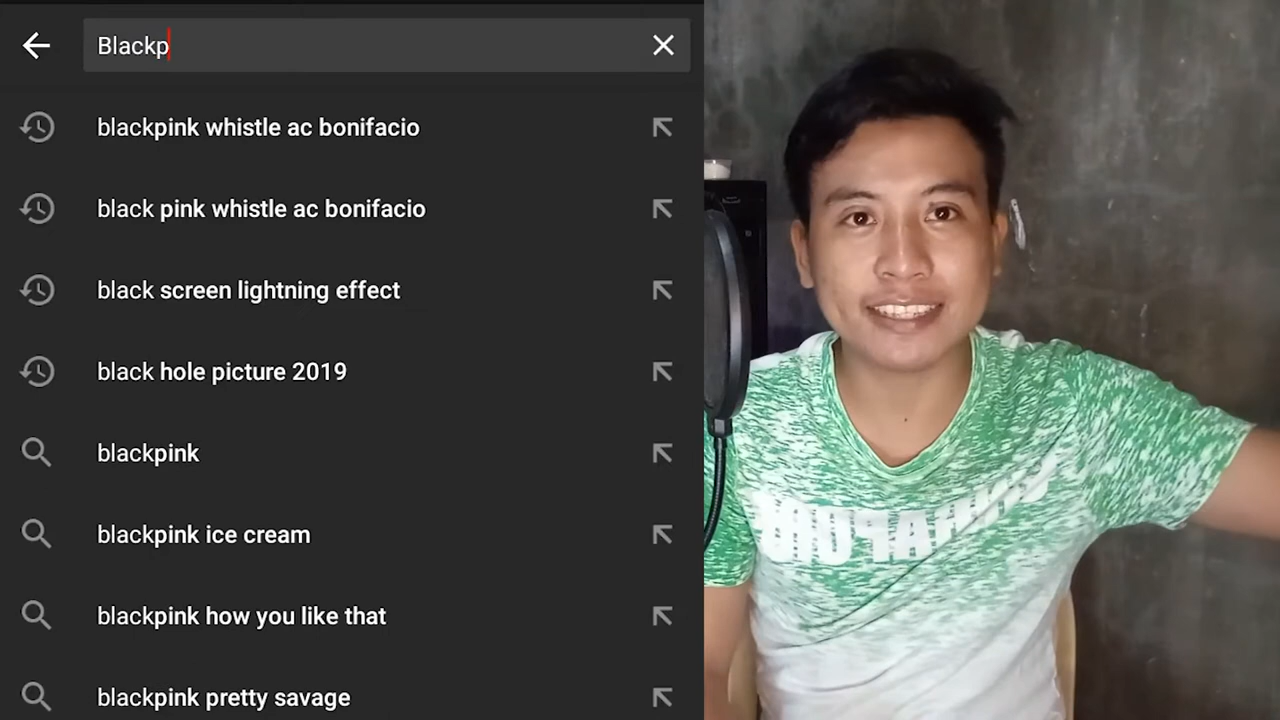 Blackp
blackpink whistle ac bonifacio
black pink whistle ac bonifacio
black screen lightning effect
black hole picture 2019
blackpink
blackpink ice cream
blackpink how you like that
blackpink pretty savage